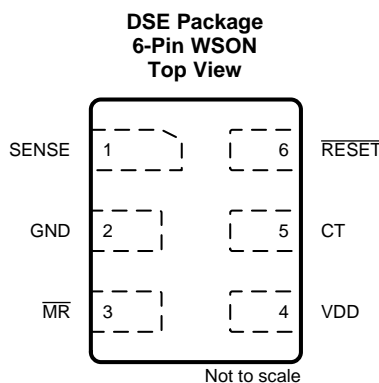 DSE Package
6-Pin WSON
Top View
SENSE 1 6 RESET
GND 2 5 CT
MR 3 4 VDD
Not to scale